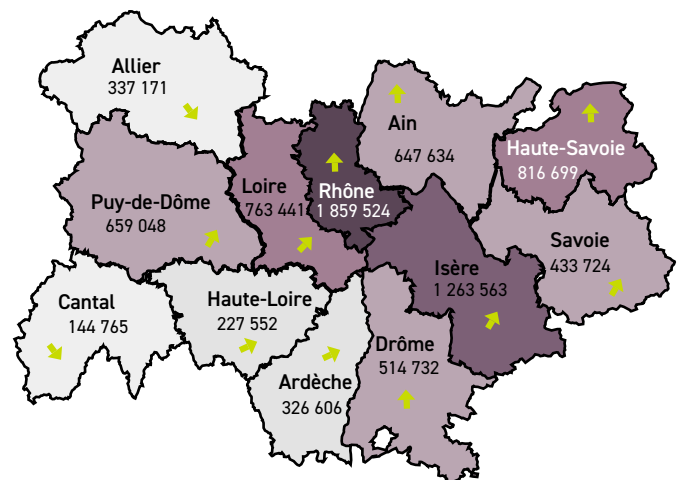 Allier
337 171
Ain
647 634
Haute-Savoie
816 699
Puy-de-Dôme
659 048
Loire
763 441
Rhône
1 859 524
Savoie
433 724
Isère
1 263 563
Cantal
144 765
Haute-Loire
227 552
Drôme
514 732
Ardèche
326 606